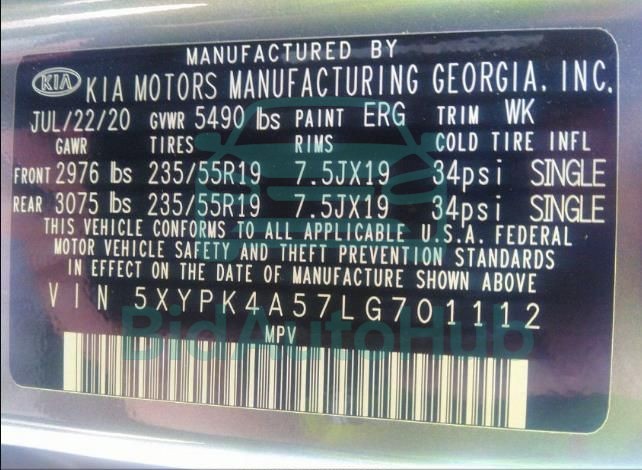 MANUFACTURED BY
KIA KIA MOTORS MANUFACTURING GEORGIA. INC.
JUL/22/20 GVWR 5490 lbs PAINT ERG TRIM WK
GAWR TIRES RIMS COLD TIRE INFL
FRONT 2976 lbs 235/55R19 7.5JX19 34psi SINGLE
REAR 3075 lbs 235/55R19 7.5JX19 34psi SINGLE
THIS VEHICLE CONFORMS TO ALL APPLICABLE U.S.A. FEDERAL
MOTOR VEHICLE SAFETY AND THEFT PREVENTION STANDARDS
IN EFFECT ON THE DATE OF MANUFACTURE SHOWN ABOVE
VIN 5XYPK4A57LG701112
BidAutoHub
MPV